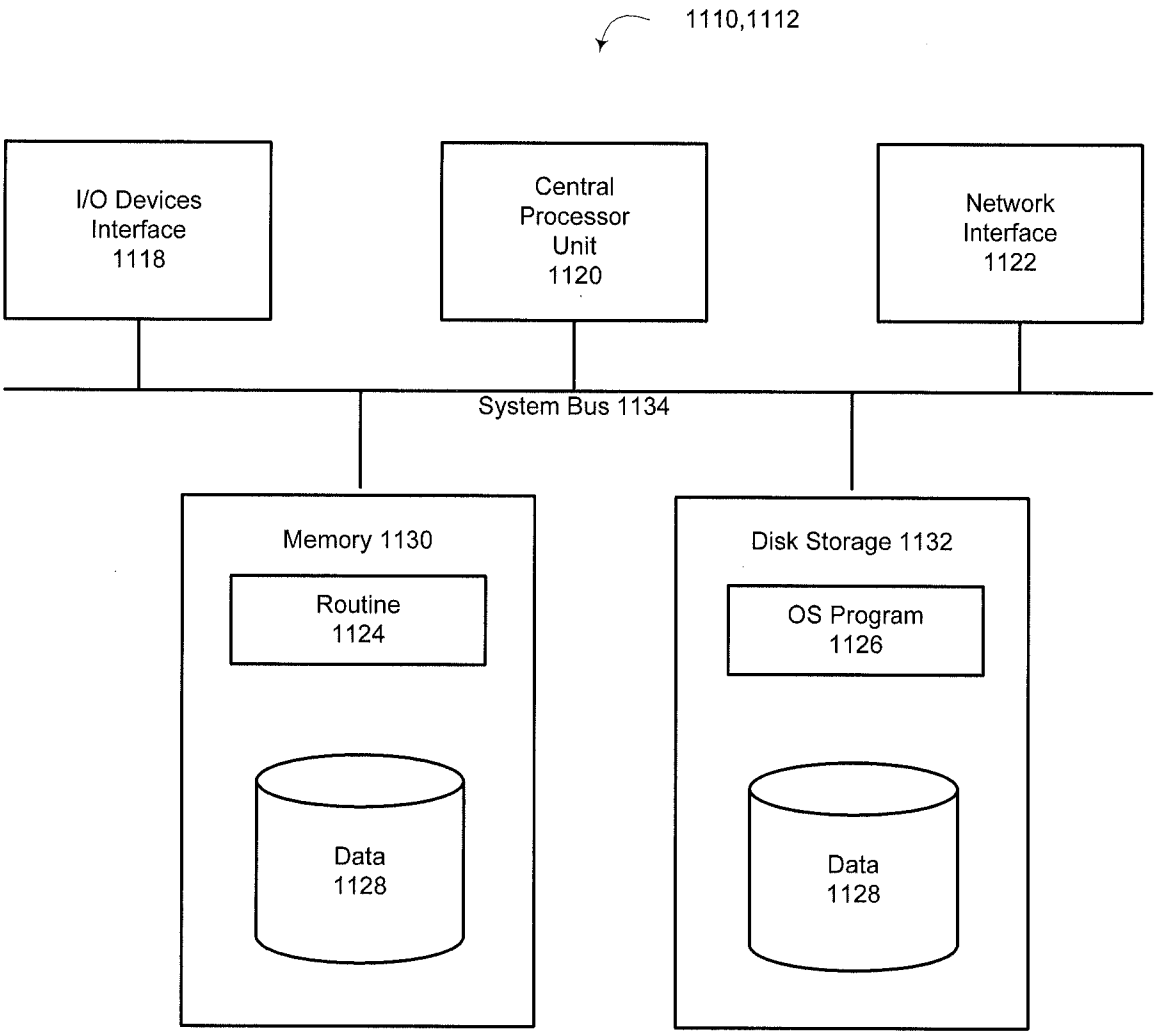 1110,1112
I/O Devices
Interface
1118
Central
Processor
Unit
1120
Network
Interface
1122
System Bus 1134
Memory 1130
Routine
1124
Data
1128
Disk Storage 1132
OS Program
1126
Data
1128